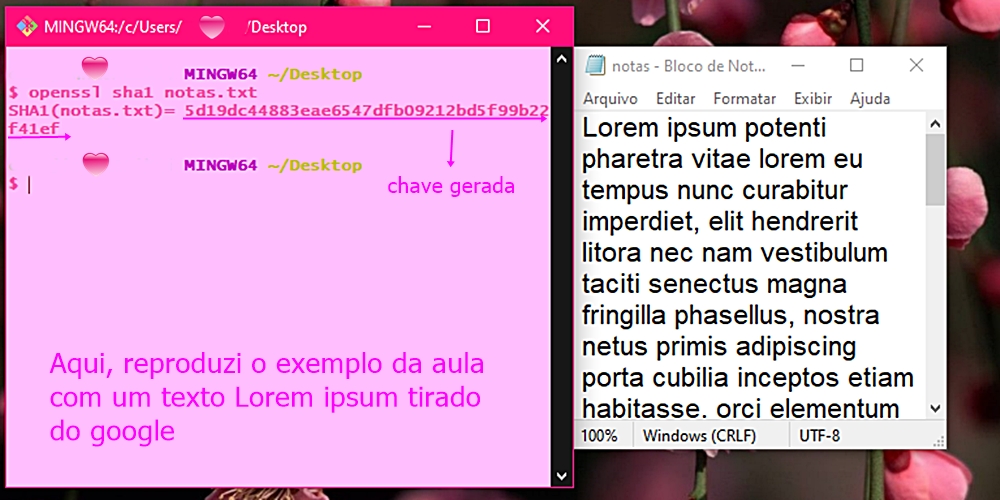 MINGW64:/c/Users/ /Desktop
MINGW64 ~/Desktop
$ openssl sha1 notas.txt
SHA1(notas.txt)= 5d19dc44883eae6547dfb09212bd5f99b22
f41ef
MINGW64 ~/Desktop
$
chave gerada
Aqui, reproduzi o exemplo da aula
com um texto Lorem ipsum tirado
do google
notas - Bloco de Not...
Arquivo Editar Formatar Exibir Ajuda
Lorem ipsum potenti
pharetra vitae lorem eu
tempus nunc curabitur
imperdiet, elit hendrerit
litora nec nam vestibulum
taciti senectus magna
fringilla phasellus, nostra
netus primis adipiscing
porta cubilia inceptos etiam
habitasse. orci elementum
100% Windows (CRLF) UTF-8